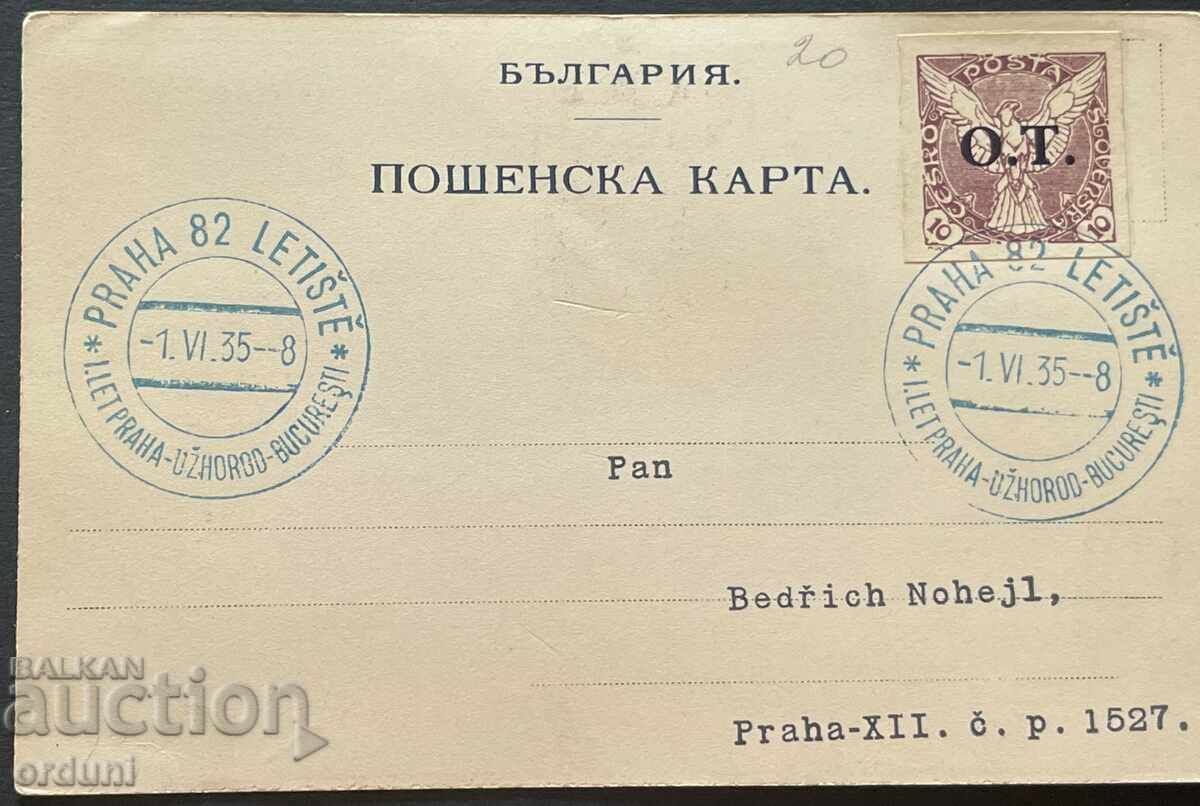 20
БЪЛГАРИЯ.
ПОШЕНСКА КАРТА.
POŠTA
ČESKO SLOVENSKÁ
O.T.
10 10
PRAHA 82 LETIŠTĚ
-1.VI.35--8
* I.LET PRAHA-UŽHOROD-BUCUREŞTI *
PRAHA 82 LETIŠTĚ
-1.VI.35--8
* I.LET PRAHA-UŽHOROD-BUCUREŞTI *
Pan
Bedřich Nohejl,
Praha-XII. č. p. 1527.
BALKAN
auction
orduni